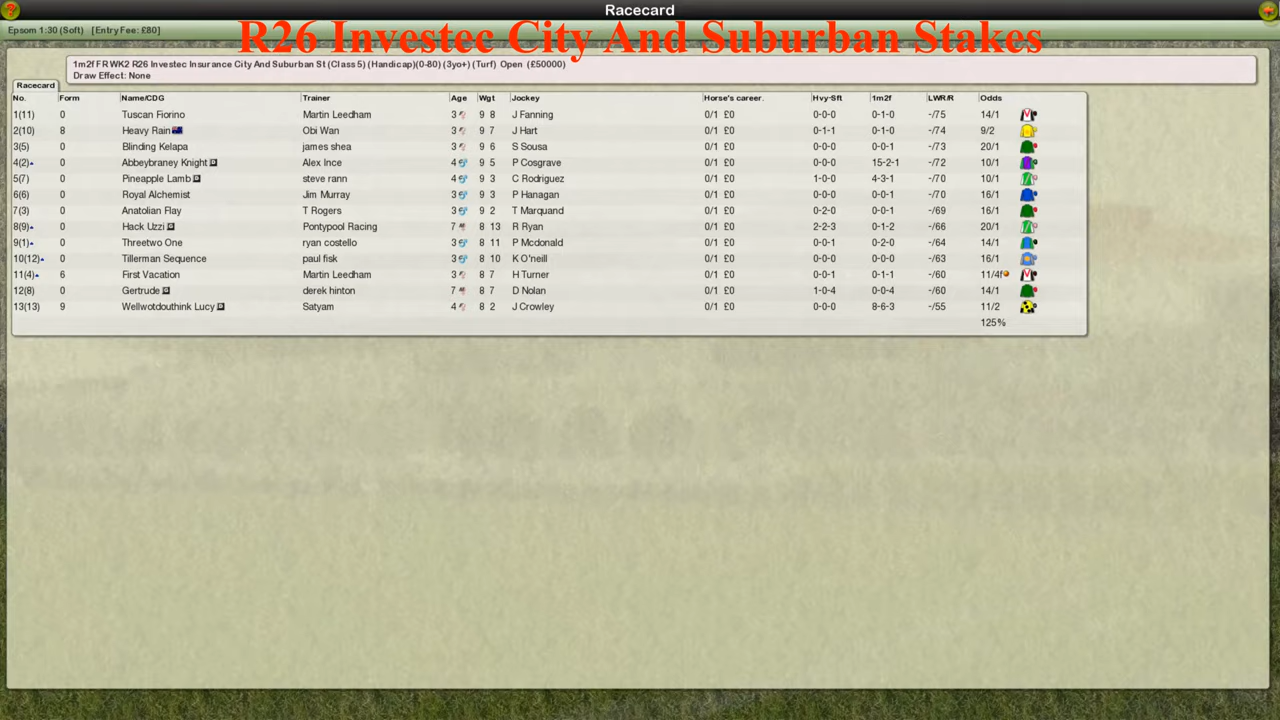 Racecard
Epsom 1:30 (Soft) [Entry Fee: £80]
R26 Investec City And Suburban Stakes
1m2f FRWK2 R26 Investec Insurance City And Suburban St (Class 5) (Handicap)(0-80) (3yo+) (Turf) Open (£50000)
Draw Effect: None
Racecard
No. Form Name/CDG Trainer Age Wgt Jockey Horse's career. Hvy-Sft 1m2f LWR/R Odds
1(11) 0 Tuscan Fiorino Martin Leedham 3 9 8 J Fanning 0/1 £0 0-0-0 0-1-0 -/75 14/1
2(10) 8 Heavy Rain Obi Wan 3 9 7 J Hart 0/1 £0 0-1-1 0-1-0 -/74 9/2
3(5) 0 Blinding Kelapa james shea 3 9 6 S Sousa 0/1 £0 0-0-0 0-0-1 -/73 20/1
4(2) 0 Abbeybraney Knight Alex Ince 4 9 5 P Cosgrave 0/1 £0 0-0-0 15-2-1 -/72 10/1
5(7) 0 Pineapple Lamb steve rann 4 9 3 C Rodriguez 0/1 £0 1-0-0 4-3-1 -/70 10/1
6(6) 0 Royal Alchemist Jim Murray 3 9 3 P Hanagan 0/1 £0 0-0-0 0-0-1 -/70 16/1
7(3) 0 Anatolian Flay T Rogers 3 9 2 T Marquand 0/1 £0 0-2-0 0-0-1 -/69 16/1
8(9) 0 Hack Uzzi Pontypool Racing 7 8 13 R Ryan 0/1 £0 2-2-3 0-1-2 -/66 20/1
9(1) 0 Threetwo One ryan costello 3 8 11 P Mcdonald 0/1 £0 0-0-1 0-2-0 -/64 14/1
10(12) 0 Tillerman Sequence paul fisk 3 8 10 K O'neill 0/1 £0 0-0-0 0-0-0 -/63 16/1
11(4) 6 First Vacation Martin Leedham 3 8 7 H Turner 0/1 £0 0-0-1 0-1-1 -/60 11/4f
12(8) 0 Gertrude derek hinton 7 8 7 D Nolan 0/1 £0 1-0-4 0-0-4 -/60 14/1
13(13) 9 Wellwotdouthink Lucy Satyam 4 8 2 J Crowley 0/1 £0 0-0-0 8-6-3 -/55 11/2
125%